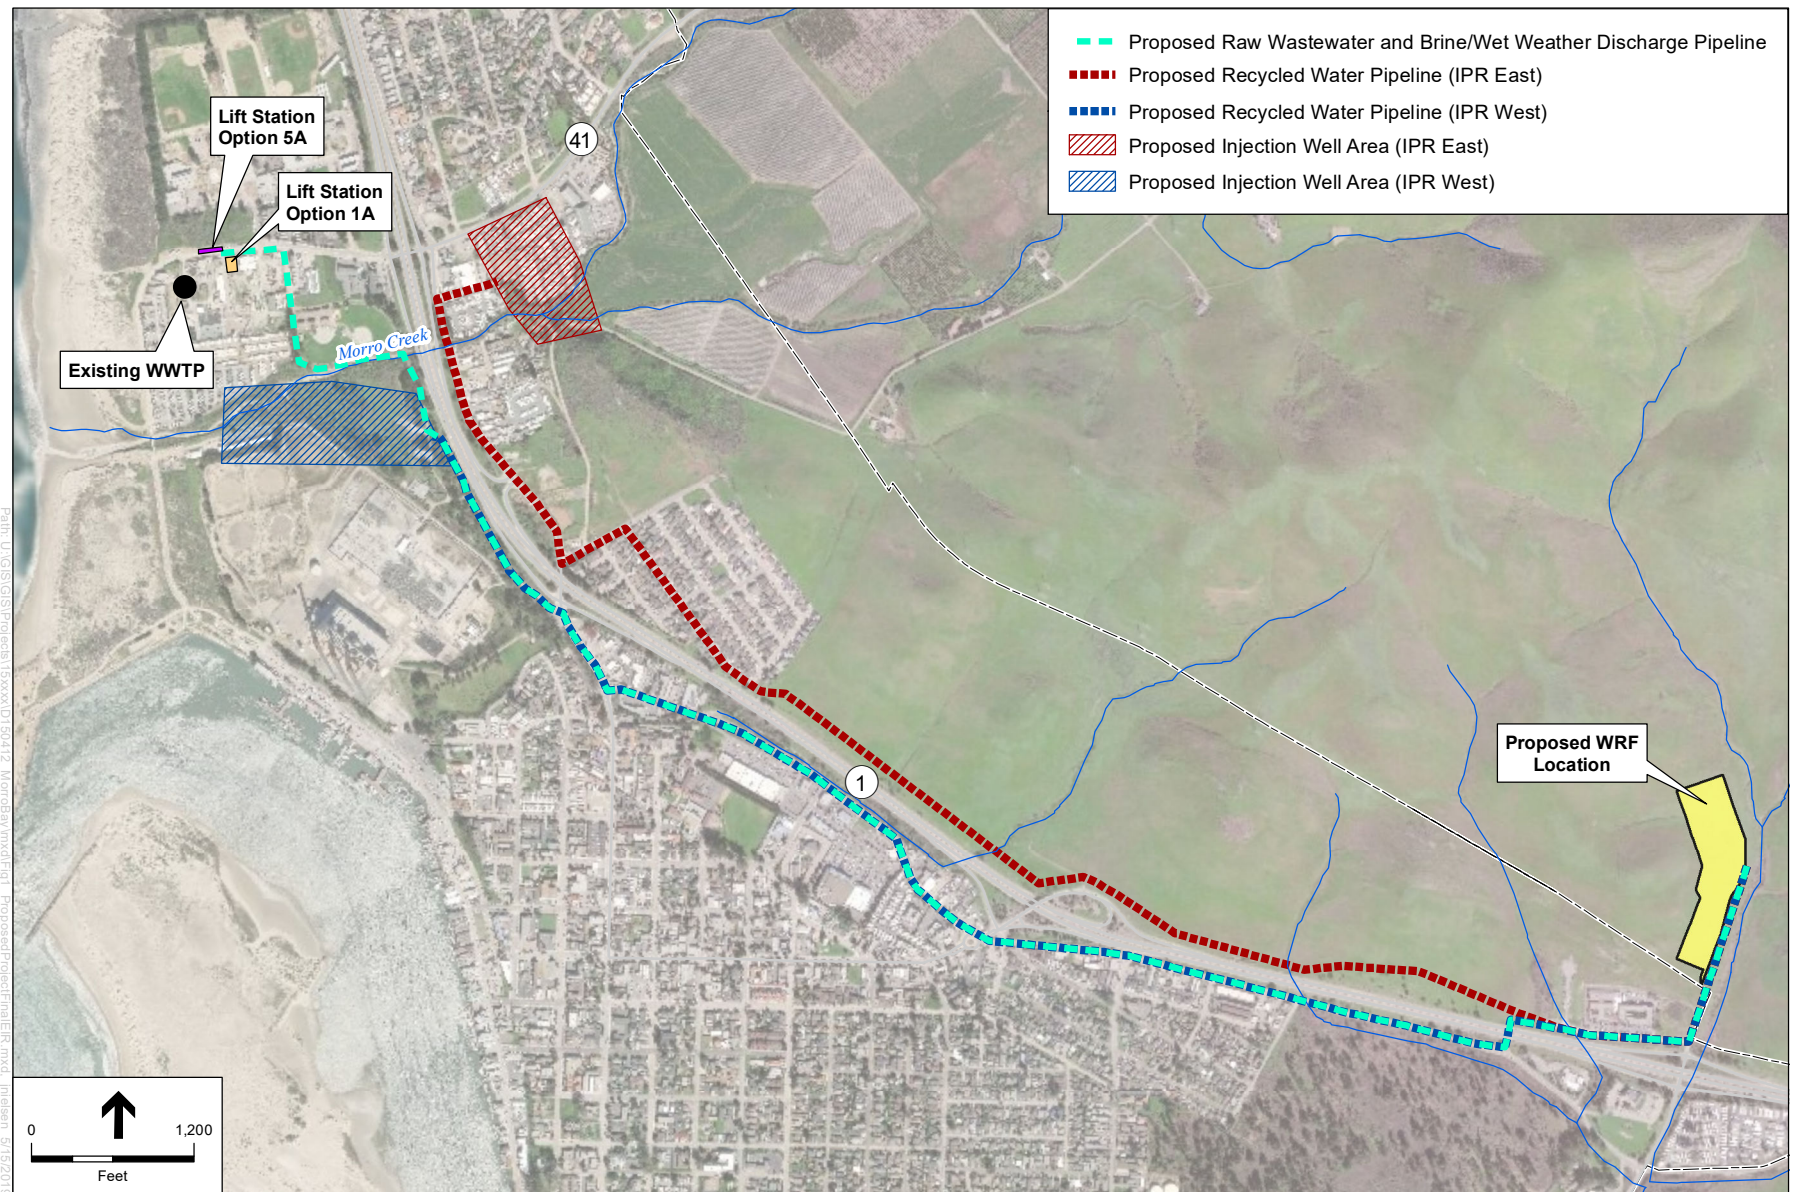 Proposed Raw Wastewater and Brine/Wet Weather Discharge Pipeline
Proposed Recycled Water Pipeline (IPR East)
Proposed Recycled Water Pipeline (IPR West)
Proposed Injection Well Area (IPR East)
Proposed Injection Well Area (IPR West)
Lift Station
Option 5A
41
Lift Station
Option 1A
Morro Creek
Existing WWTP
Proposed WRF
Location
1
0 1,200
Feet